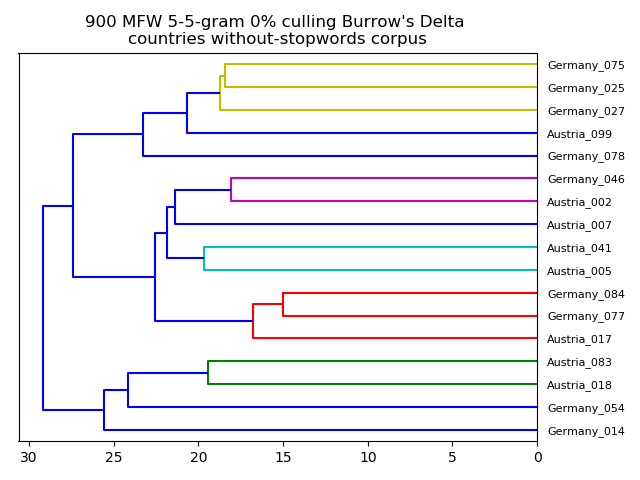 900 MFW 5-5-gram 0% culling Burrow's Delta
countries without-stopwords corpus
Germany_075
Germany_025
Germany_027
Austria_099
Germany_078
Germany_046
Austria_002
Austria_007
Austria_041
Austria_005
Germany_084
Germany_077
Austria_017
Austria_083
Austria_018
Germany_054
Germany_014
30 25 20 15 10 5 0